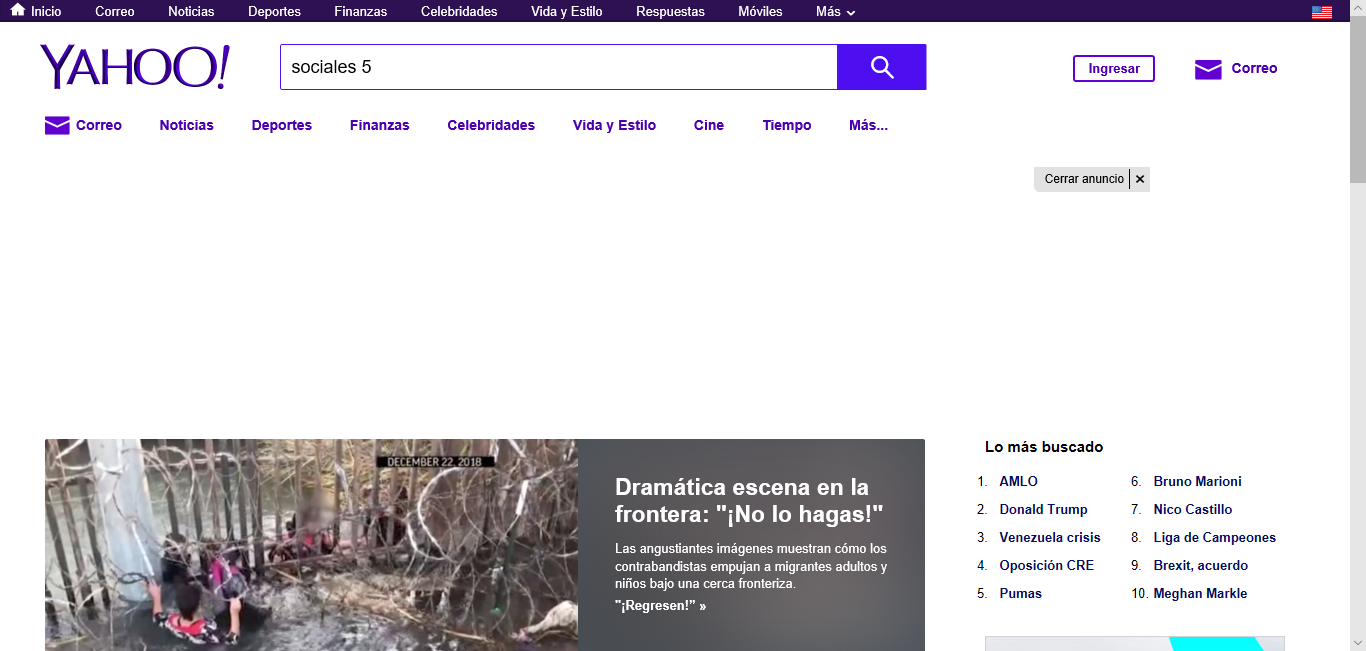 Inicio Correo Noticias Deportes Finanzas Celebridades Vida y Estilo Respuestas Móviles Más
YAHOO!
sociales 5
Ingresar
Correo
Correo Noticias Deportes Finanzas Celebridades Vida y Estilo Cine Tiempo Más...
Cerrar anuncio ×
DECEMBER 22, 2018
Dramática escena en la
frontera: "¡No lo hagas!"
Las angustiantes imágenes muestran cómo los
contrabandistas empujan a migrantes adultos y
niños bajo una cerca fronteriza.
"¡Regresen!" »
Lo más buscado
1. AMLO
2. Donald Trump
3. Venezuela crisis
4. Oposición CRE
5. Pumas
6. Bruno Marioni
7. Nico Castillo
8. Liga de Campeones
9. Brexit, acuerdo
10. Meghan Markle